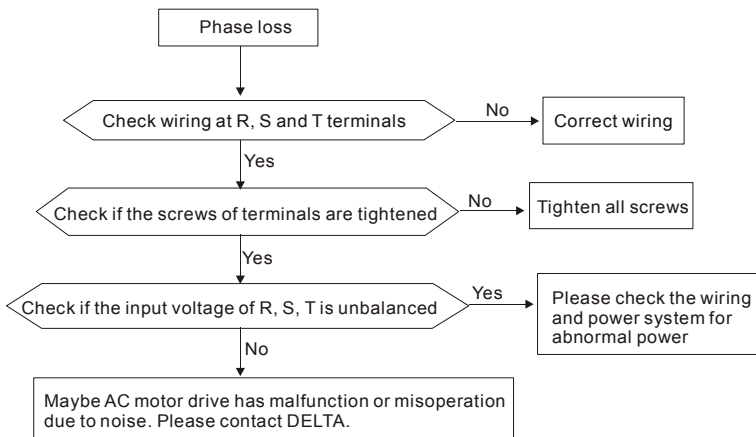 Phase loss
Check wiring at R, S and T terminals
No
Correct wiring
Yes
Check if the screws of terminals are tightened
No
Tighten all screws
Yes
Check if the input voltage of R, S, T is unbalanced
Yes
Please check the wiring
and power system for
abnormal power
No
Maybe AC motor drive has malfunction or misoperation
due to noise. Please contact DELTA.